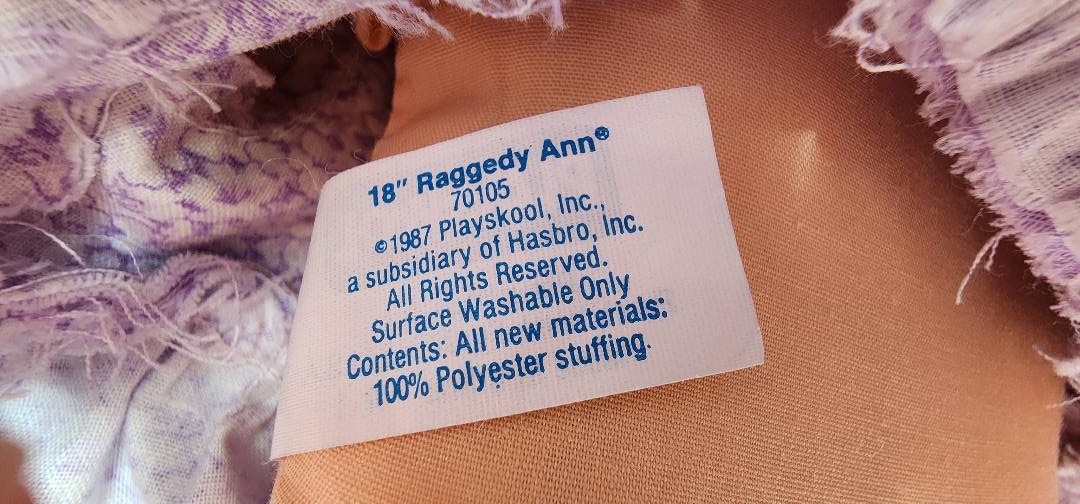 18" Raggedy Ann®
70105
©1987 Playskool, Inc.,
a subsidiary of Hasbro, Inc.
All Rights Reserved.
Surface Washable Only
Contents: All new materials:
100% Polyester stuffing.